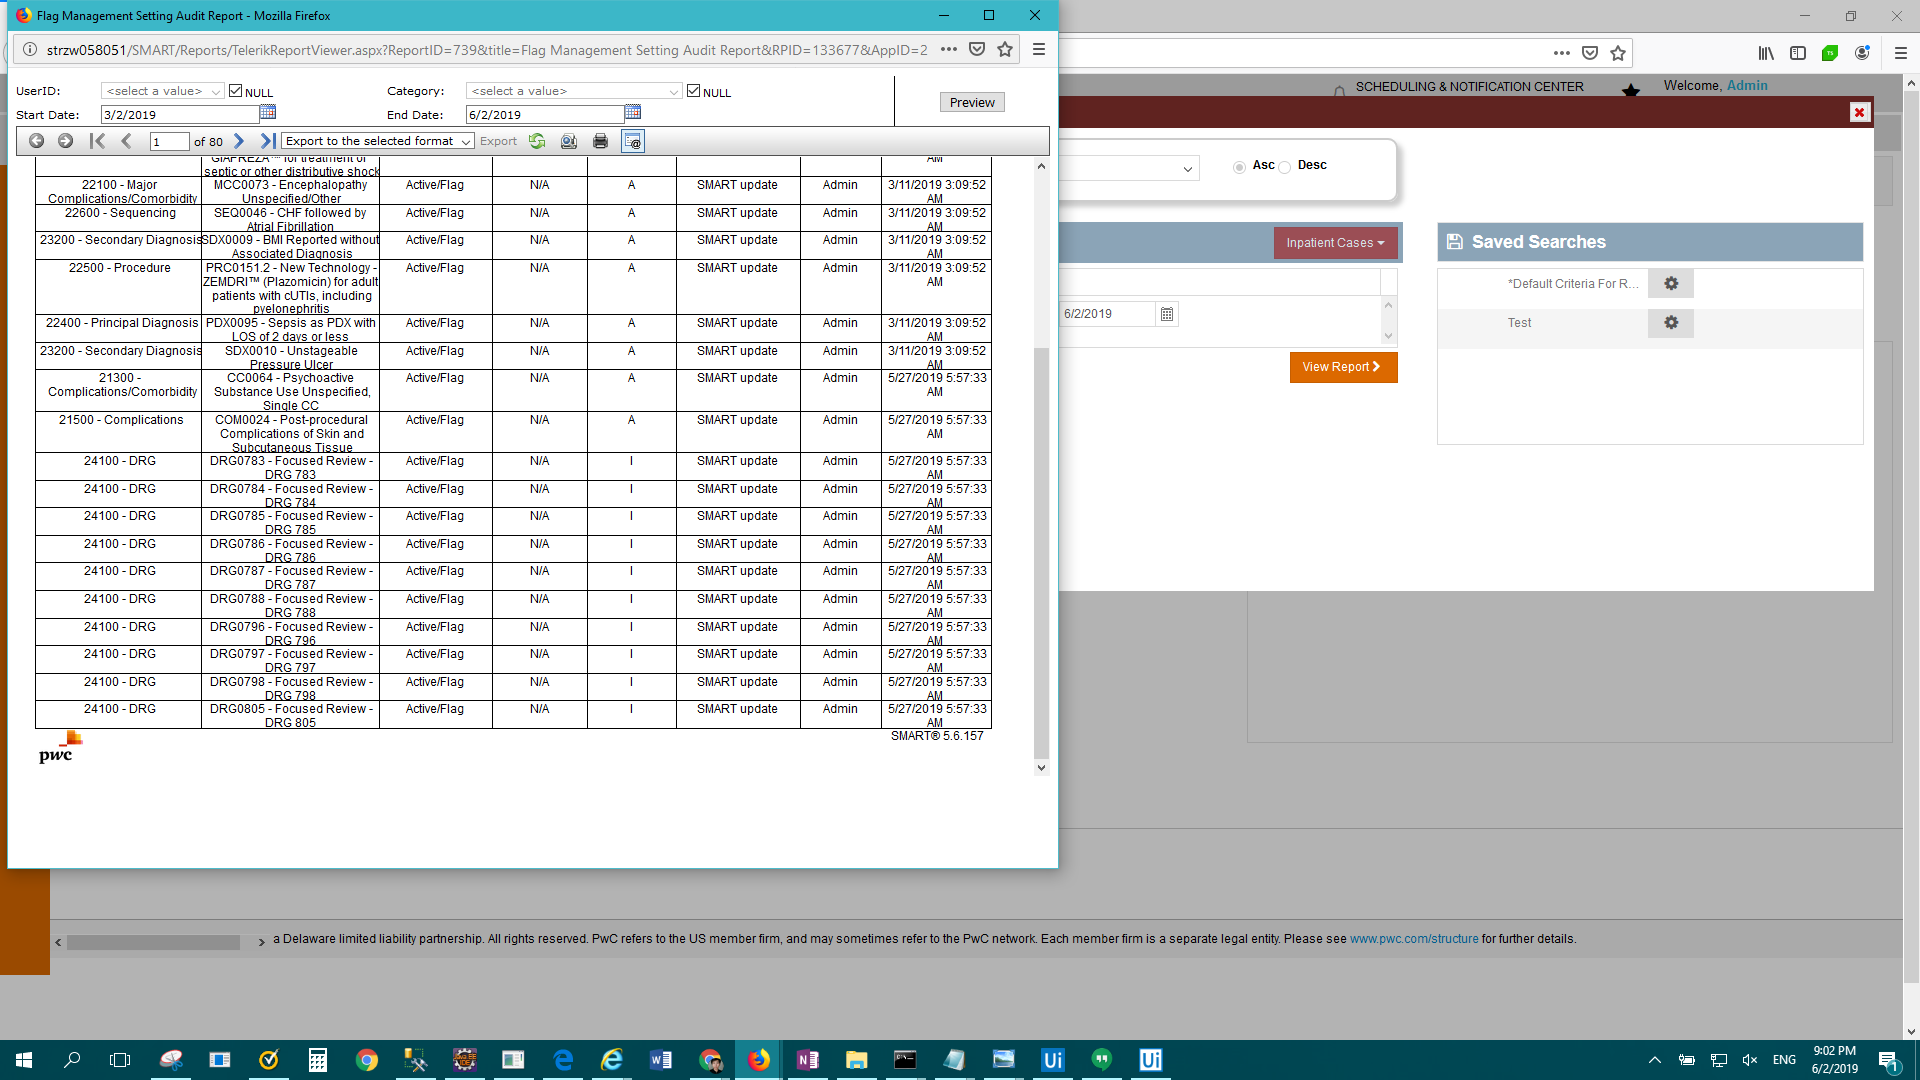 Flag Management Setting Audit Report - Mozilla Firefox
strzw058051/SMART/Reports/TelerikReportViewer.aspx?ReportID=739&title=Flag Management Setting Audit Report&RPID=133677&AppID=2
UserID: <select a value> NULL Category: <select a value> NULL
Start Date: 3/2/2019 End Date: 6/2/2019
Preview
1 of 80 Export to the selected format Export
GIAPREZA™ for treatment of septic or other distributive shock AM
22100 - Major Complications/Comorbidity MCC0073 - Encephalopathy Unspecified/Other Active/Flag N/A A SMART update Admin 3/11/2019 3:09:52 AM
22600 - Sequencing SEQ0046 - CHF followed by Atrial Fibrillation Active/Flag N/A A SMART update Admin 3/11/2019 3:09:52 AM
23200 - Secondary Diagnosis SDX0009 - BMI Reported without Associated Diagnosis Active/Flag N/A A SMART update Admin 3/11/2019 3:09:52 AM
22500 - Procedure PRC0151.2 - New Technology - ZEMDRI™ (Plazomicin) for adult patients with cUTIs, including pyelonephritis Active/Flag N/A A SMART update Admin 3/11/2019 3:09:52 AM
22400 - Principal Diagnosis PDX0095 - Sepsis as PDX with LOS of 2 days or less Active/Flag N/A A SMART update Admin 3/11/2019 3:09:52 AM
23200 - Secondary Diagnosis SDX0010 - Unstageable Pressure Ulcer Active/Flag N/A A SMART update Admin 3/11/2019 3:09:52 AM
21300 - Complications/Comorbidity CC0064 - Psychoactive Substance Use Unspecified, Single CC Active/Flag N/A A SMART update Admin 5/27/2019 5:57:33 AM
21500 - Complications COM0024 - Post-procedural Complications of Skin and Subcutaneous Tissue Active/Flag N/A A SMART update Admin 5/27/2019 5:57:33 AM
24100 - DRG DRG0783 - Focused Review - DRG 783 Active/Flag N/A I SMART update Admin 5/27/2019 5:57:33 AM
24100 - DRG DRG0784 - Focused Review - DRG 784 Active/Flag N/A I SMART update Admin 5/27/2019 5:57:33 AM
24100 - DRG DRG0785 - Focused Review - DRG 785 Active/Flag N/A I SMART update Admin 5/27/2019 5:57:33 AM
24100 - DRG DRG0786 - Focused Review - DRG 786 Active/Flag N/A I SMART update Admin 5/27/2019 5:57:33 AM
24100 - DRG DRG0787 - Focused Review - DRG 787 Active/Flag N/A I SMART update Admin 5/27/2019 5:57:33 AM
24100 - DRG DRG0788 - Focused Review - DRG 788 Active/Flag N/A I SMART update Admin 5/27/2019 5:57:33 AM
24100 - DRG DRG0796 - Focused Review - DRG 796 Active/Flag N/A I SMART update Admin 5/27/2019 5:57:33 AM
24100 - DRG DRG0797 - Focused Review - DRG 797 Active/Flag N/A I SMART update Admin 5/27/2019 5:57:33 AM
24100 - DRG DRG0798 - Focused Review - DRG 798 Active/Flag N/A I SMART update Admin 5/27/2019 5:57:33 AM
24100 - DRG DRG0805 - Focused Review - DRG 805 Active/Flag N/A I SMART update Admin 5/27/2019 5:57:33 AM
SMART® 5.6.157
pwc
SCHEDULING & NOTIFICATION CENTER
Welcome, Admin
Asc Desc
Inpatient Cases
Saved Searches
*Default Criteria For R...
Test
6/2/2019
View Report
a Delaware limited liability partnership. All rights reserved. PwC refers to the US member firm, and may sometimes refer to the PwC network. Each member firm is a separate legal entity. Please see www.pwc.com/structure for further details.
Ui
Ui
ENG
9:02 PM
6/2/2019
1